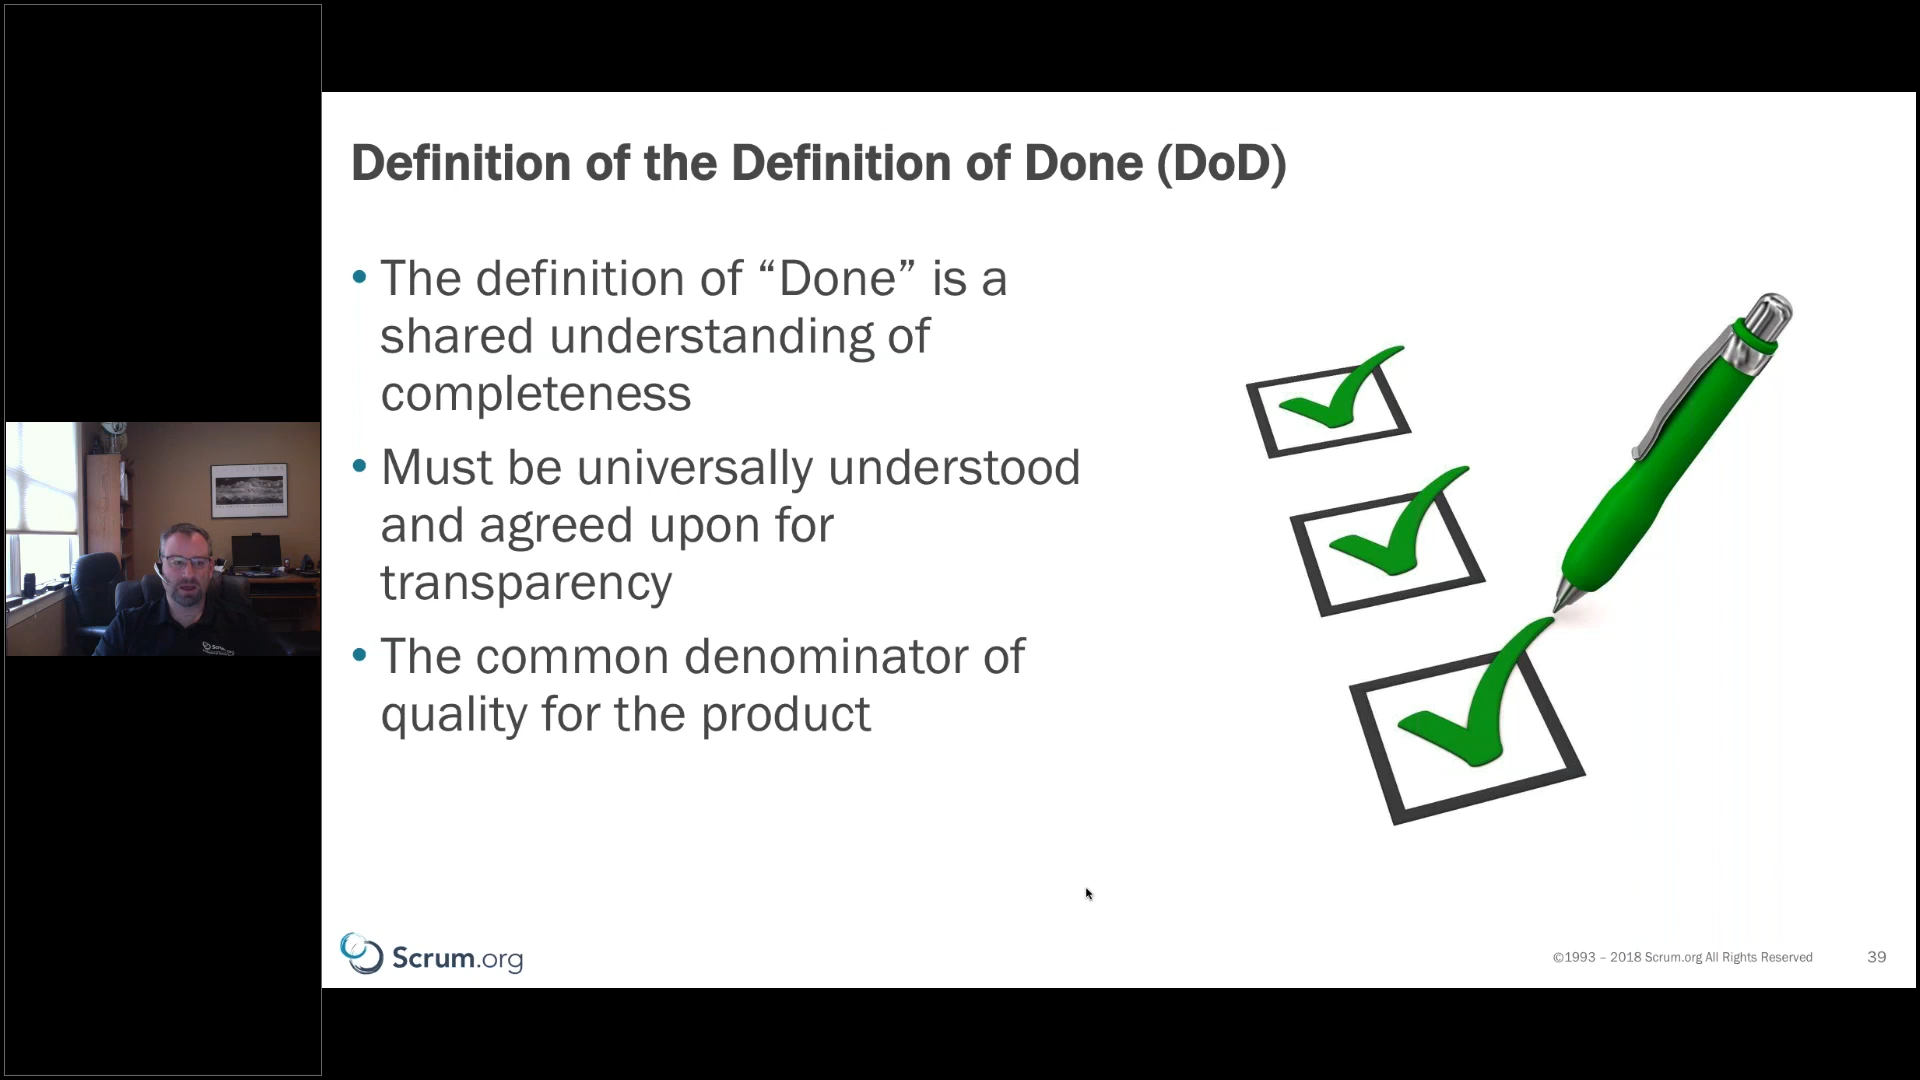 Definition of the Definition of Done (DoD)
• The definition of “Done” is a
shared understanding of
completeness
• Must be universally understood
and agreed upon for
transparency
• The common denominator of
quality for the product
Scrum.org
©1993 – 2018 Scrum.org All Rights Reserved
39